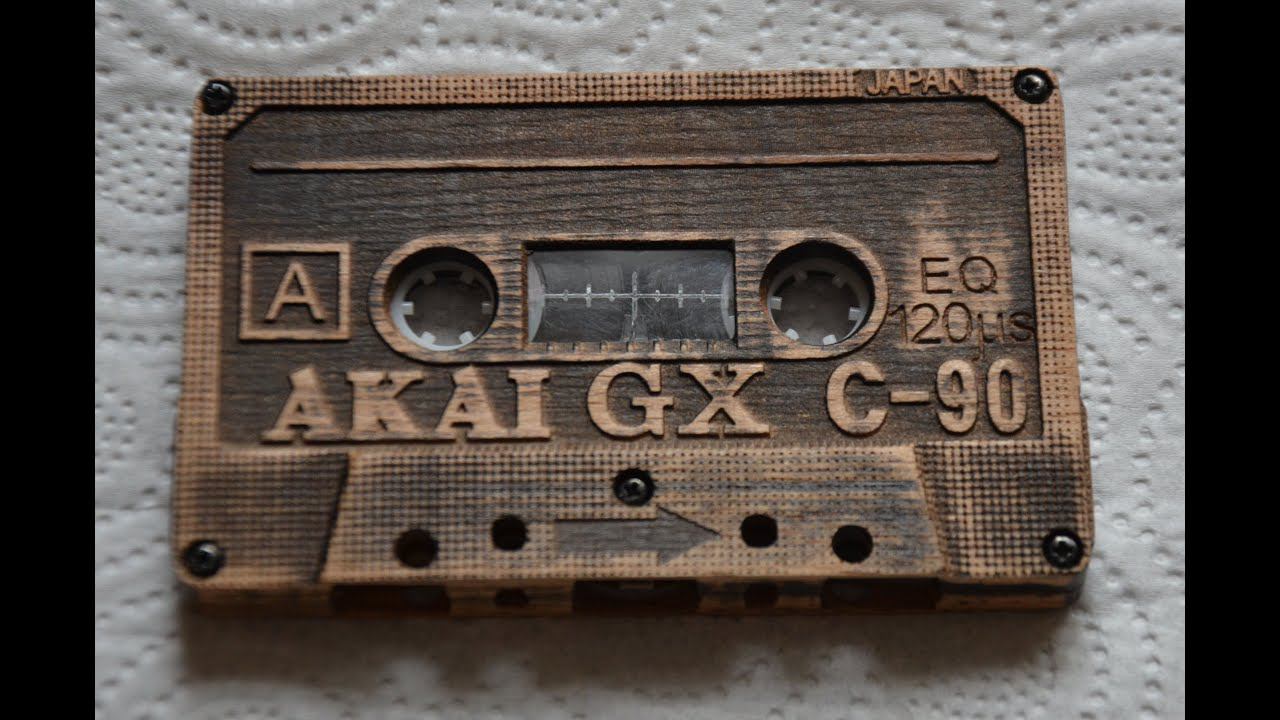 JAPAN
A
EQ
120µs
AKAI GX C-90